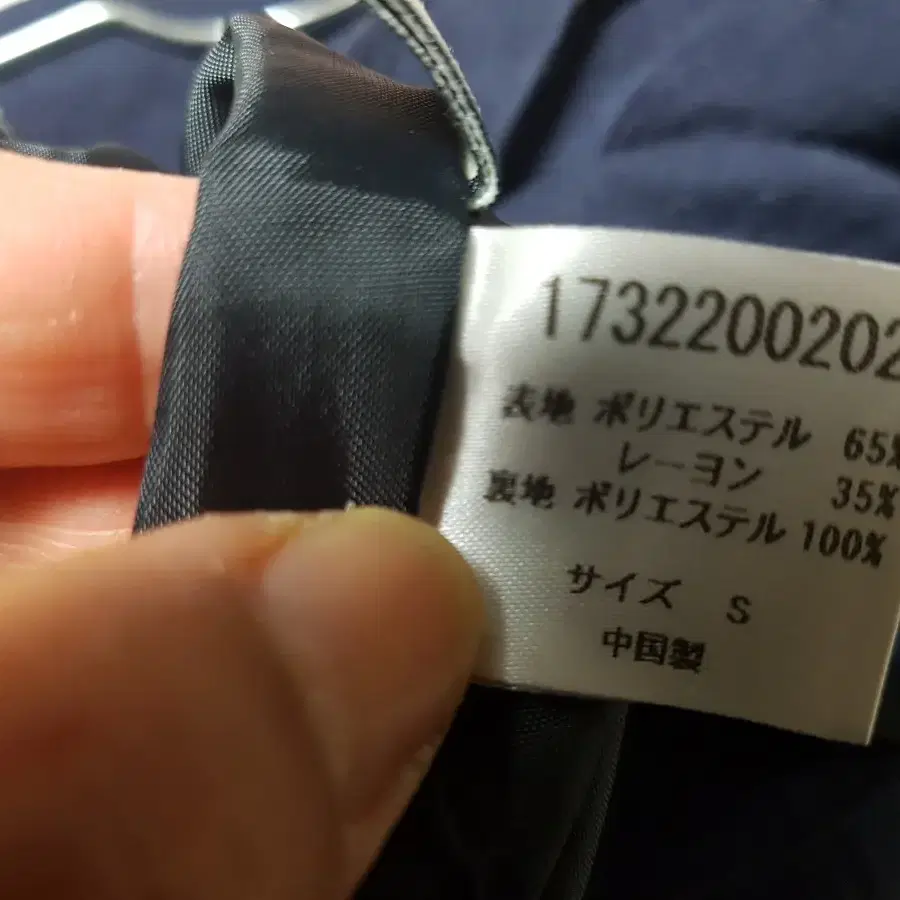 1732200202
表地 ポリエステル 65%
レーヨン 35%
裏地 ポリエステル 100%
サイズ S
中国製